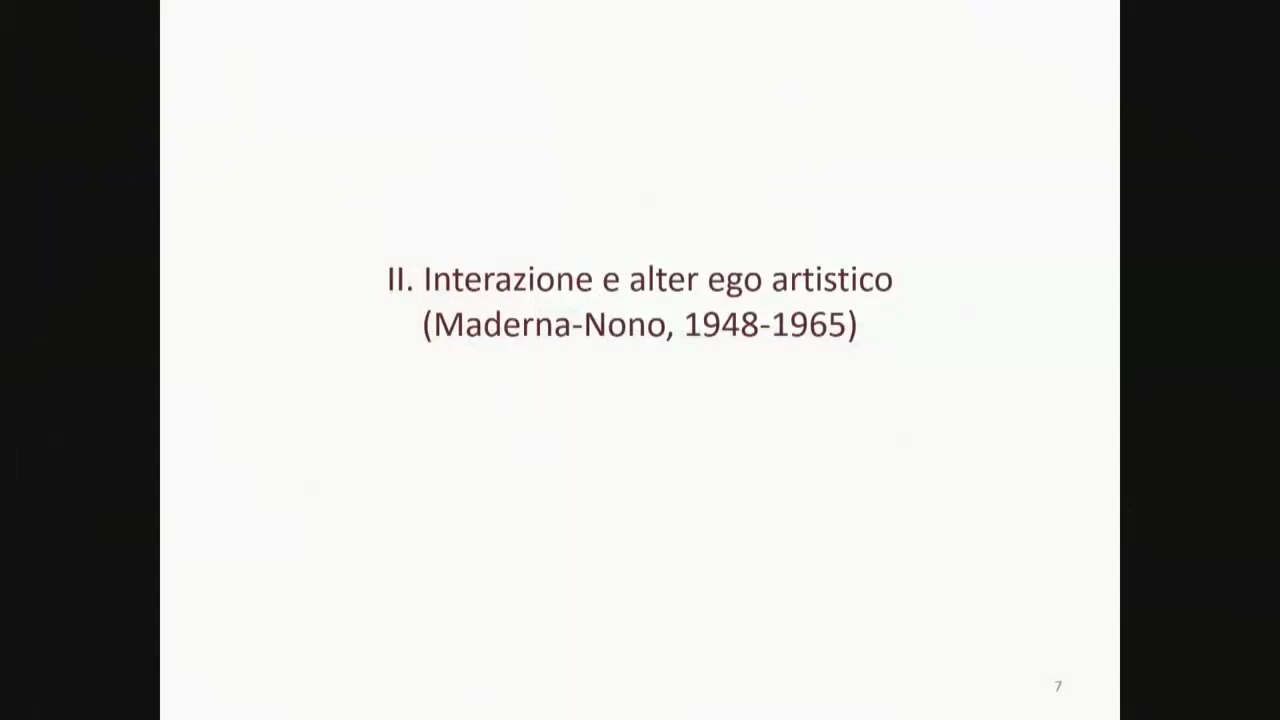 II. Interazione e alter ego artistico
(Maderna-Nono, 1948-1965)
7